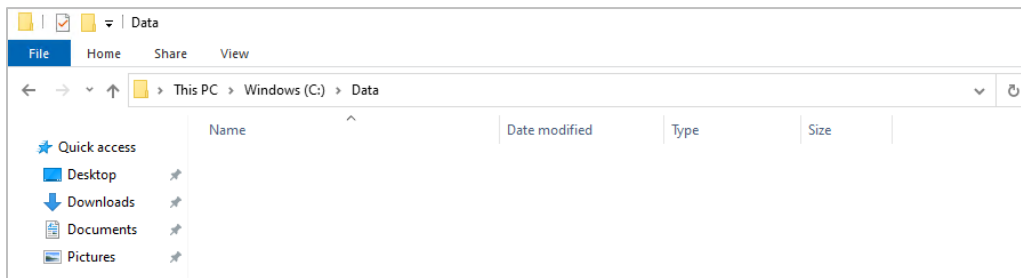 Data
File Home Share View
This PC > Windows (C:) > Data
Name Date modified Type Size
Quick access
Desktop
Downloads
Documents
Pictures